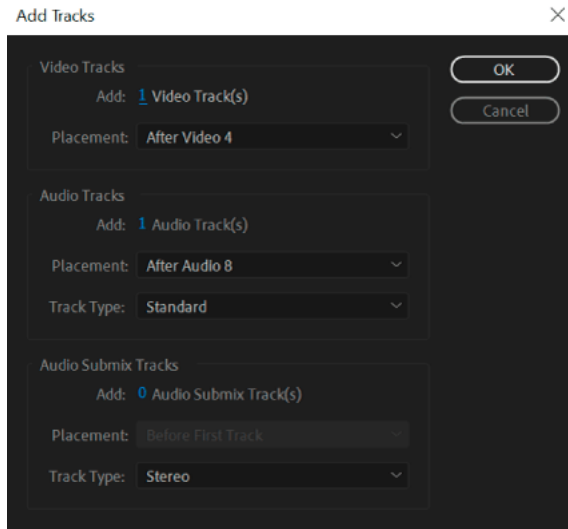 Add Tracks
Video Tracks
OK
Add: 1 Video Track(s)
Cancel
Placement: After Video 4
Audio Tracks
Add: 1 Audio Track(s)
Placement: After Audio 8
Track Type: Standard
Audio Submix Tracks
Add: 0 Audio Submix Track(s)
Placement: Before First Track
Track Type: Stereo